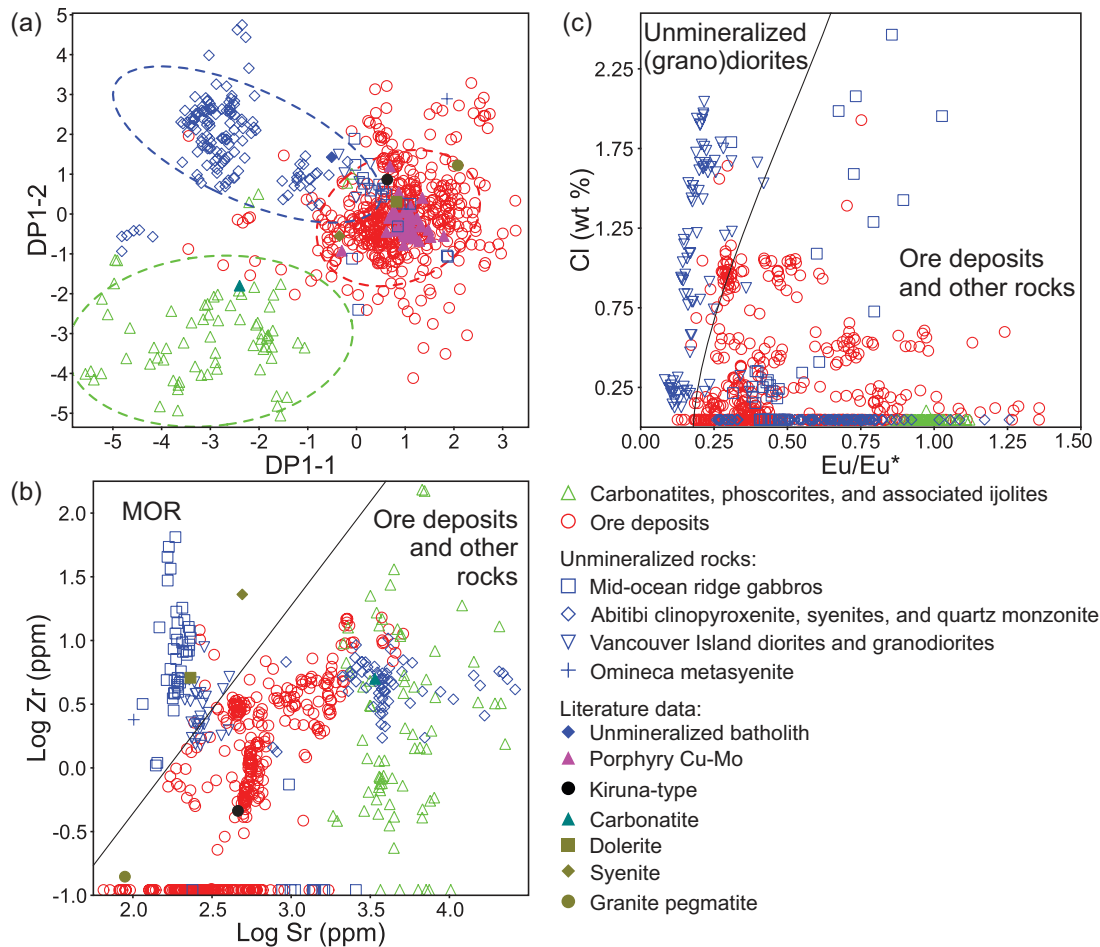 (a)
5
4
3
2
1
0
-1
-2
-3
-4
-5
DP1-2
-5
-4
-3
-2
-1
0
1
2
3
DP1-1
(c)
Unmineralized
(grano)diorites
Ore deposits
and other rocks
2.25
1.75
1.25
0.75
0.25
Cl (wt %)
0.00
0.25
0.50
0.75
1.00
1.25
1.50
Eu/Eu*
(b)
MOR
Ore deposits
and other
rocks
2.0
1.5
1.0
0.5
0.0
-0.5
-1.0
Log Zr (ppm)
2.0
2.5
3.0
3.5
4.0
Log Sr (ppm)
Carbonatites, phoscorites, and associated ijolites
Ore deposits
Unmineralized rocks:
Mid-ocean ridge gabbros
Abitibi clinopyroxenite, syenites, and quartz monzonite
Vancouver Island diorites and granodiorites
Omineca metasyenite
Literature data:
Unmineralized batholith
Porphyry Cu-Mo
Kiruna-type
Carbonatite
Dolerite
Syenite
Granite pegmatite